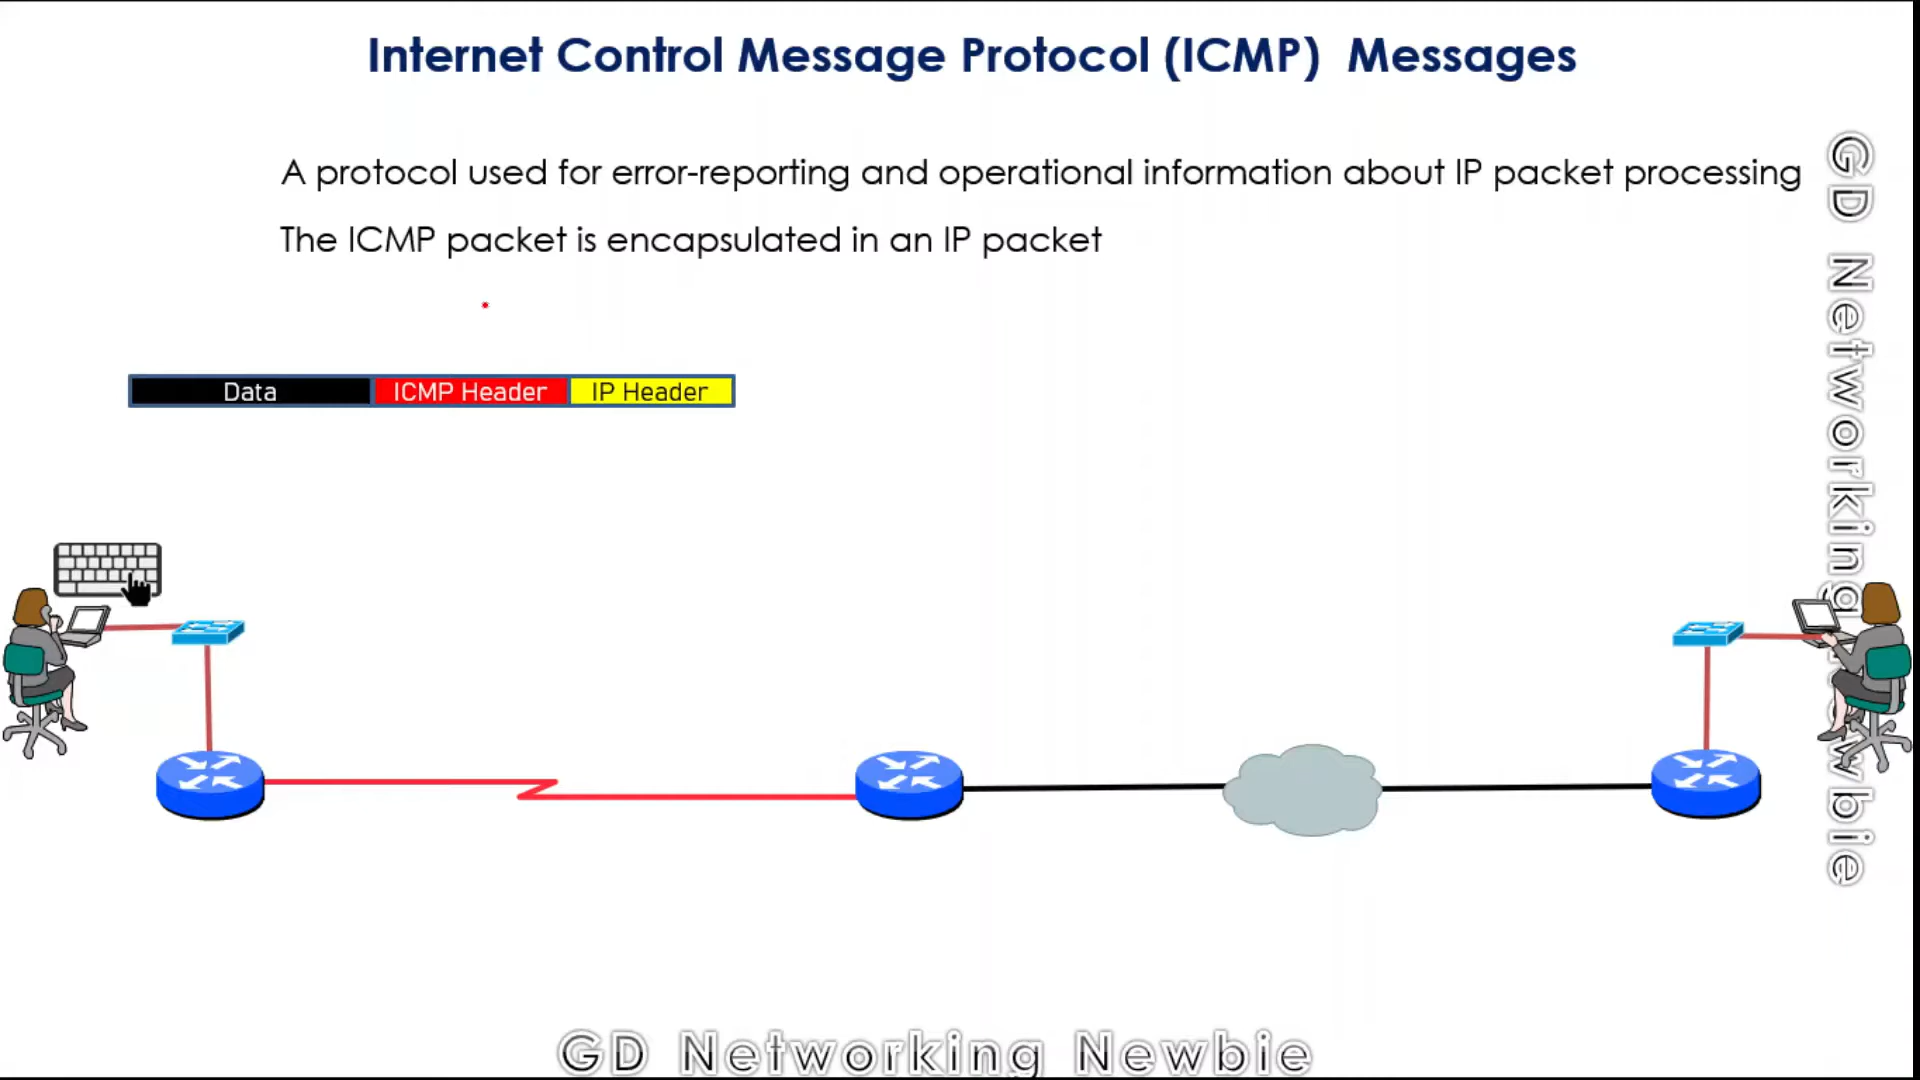 Internet Control Message Protocol (ICMP) Messages
A protocol used for error-reporting and operational information about IP packet processing
The ICMP packet is encapsulated in an IP packet
Data ICMP Header IP Header
GD Networking Newbie
GD Networking Newbie